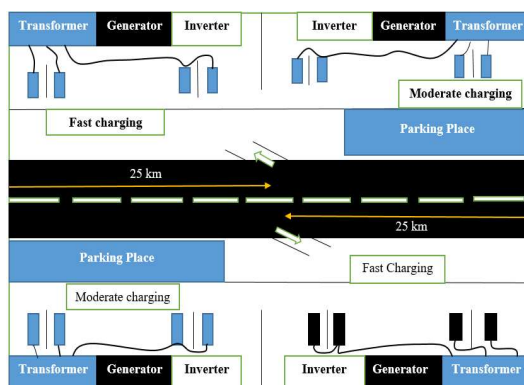 Transformer Generator Inverter Inverter Generator Transformer
Moderate charging
Fast charging
Parking Place
25 km
25 km
Parking Place
Fast Charging
Moderate charging
Transformer Generator Inverter Inverter Generator Transformer